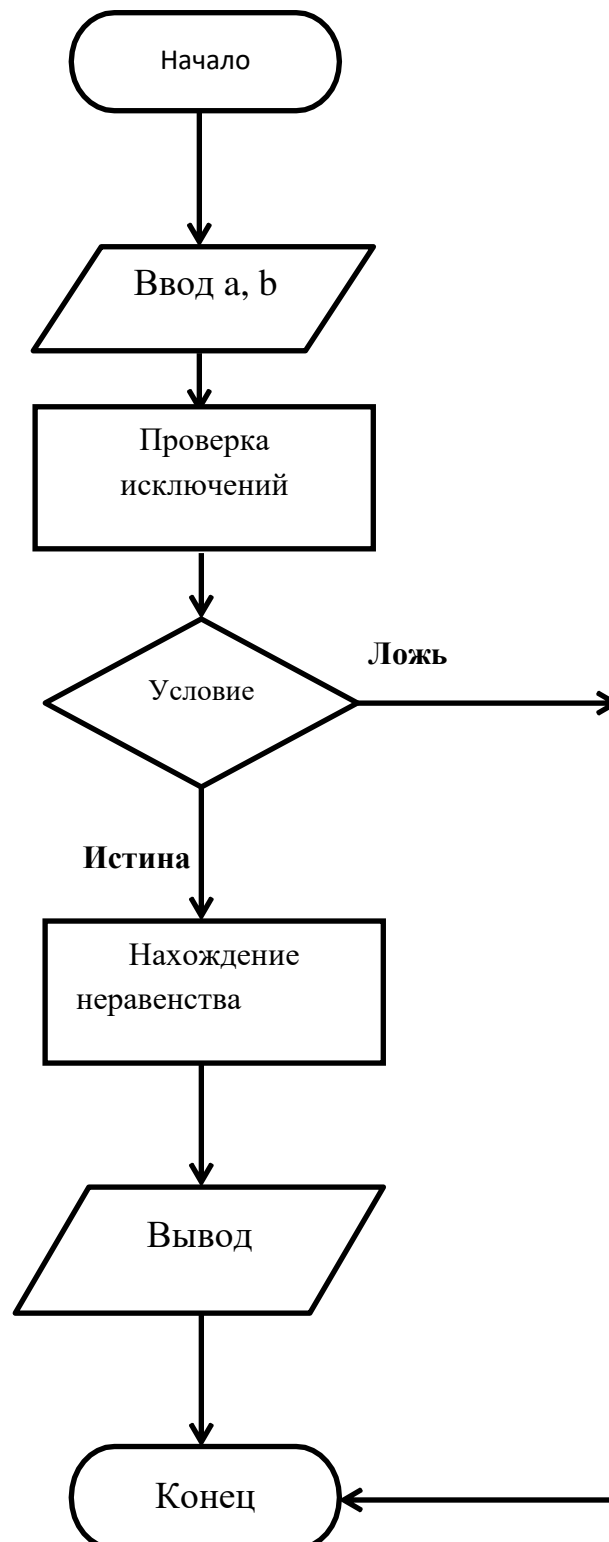 Начало
Ввод a, b
Проверка
исключений
Условие
Ложь
Истина
Нахождение
неравенства
Вывод
Конец